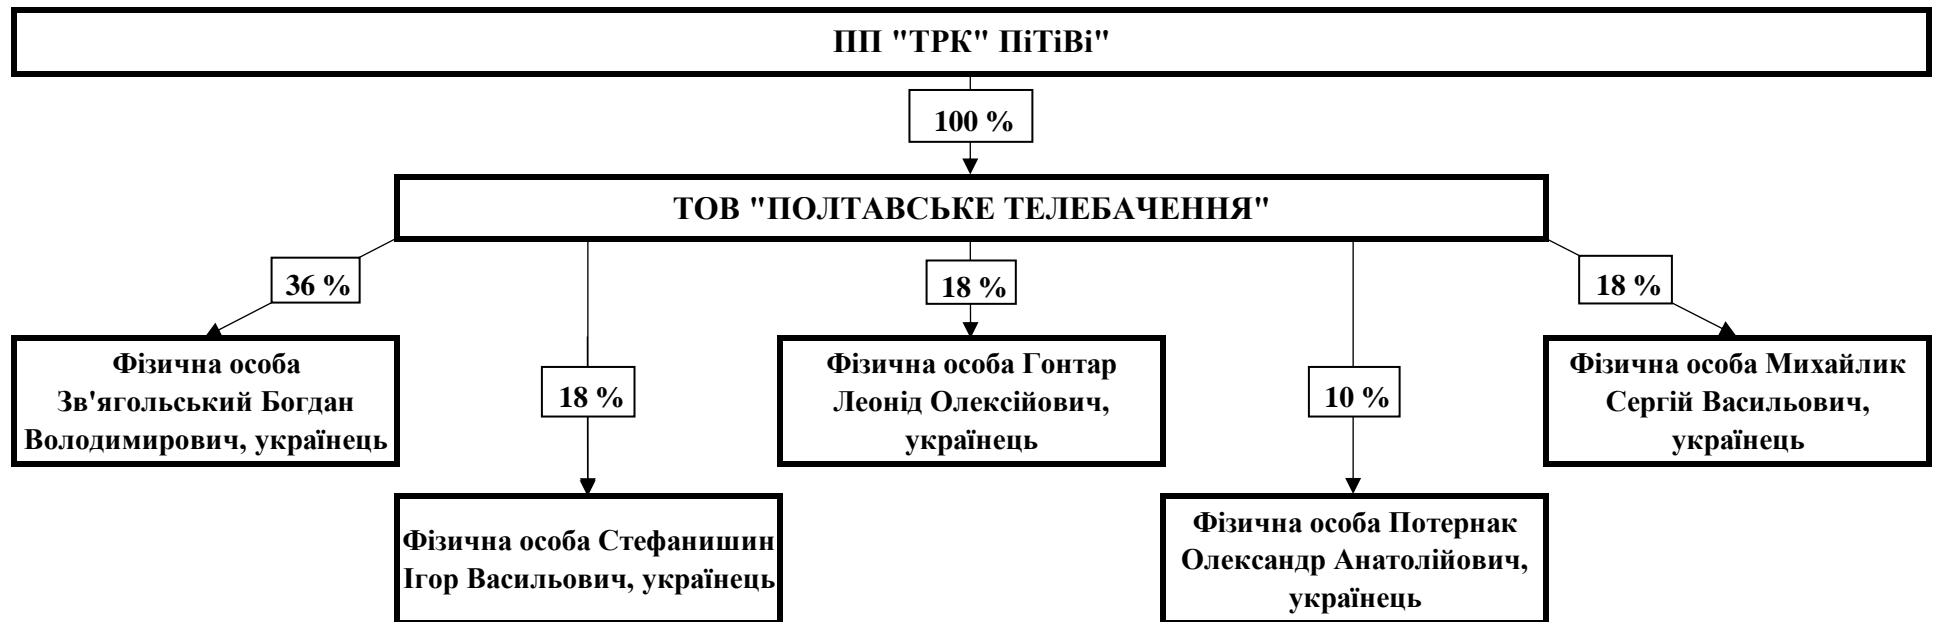 ПП "ТРК" ПіТіВі"
100 %
ТОВ "ПОЛТАВСЬКЕ ТЕЛЕБАЧЕННЯ"
36 %
18 %
18 %
10 %
18 %
Фізична особа
Зв'ягольський Богдан
Володимирович, українець
Фізична особа Стефанишин
Ігор Васильович, українець
Фізична особа Гонтар
Леонід Олексійович,
українець
Фізична особа Потернак
Олександр Анатолійович,
українець
Фізична особа Михайлик
Сергій Васильович,
українець